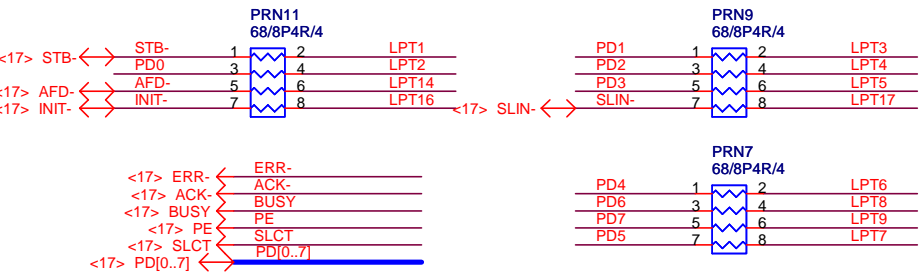 PRN11
68/8P4R/4
<17> STB- STB- 1 2 LPT1
PD0 3 4 LPT2
<17> AFD- AFD- 5 6 LPT14
<17> INIT- INIT- 7 8 LPT16
PRN9
68/8P4R/4
PD1 1 2 LPT3
PD2 3 4 LPT4
PD3 5 6 LPT5
<17> SLIN- SLIN- 7 8 LPT17
<17> ERR- ERR-
<17> ACK- ACK-
<17> BUSY BUSY
<17> PE PE
<17> SLCT SLCT
<17> PD[0..7] PD[0..7]
PRN7
68/8P4R/4
PD4 1 2 LPT6
PD6 3 4 LPT8
PD7 5 6 LPT9
PD5 7 8 LPT7